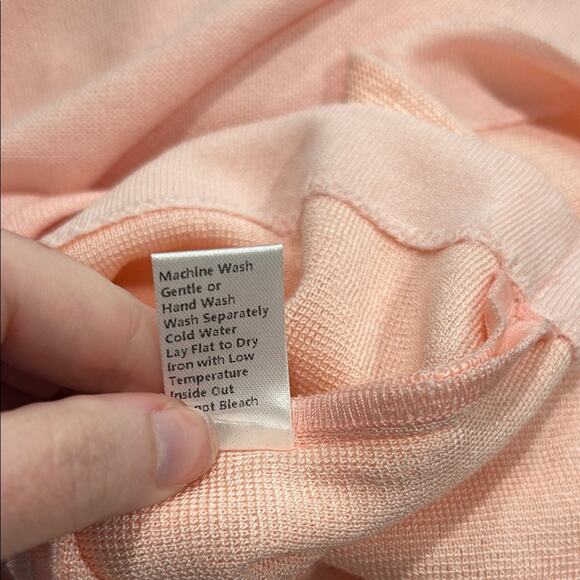 Machine Wash
Gentle or
Hand Wash
Wash Separately
Cold Water
Lay Flat to Dry
Iron with Low
Temperature
Inside Out
not Bleach